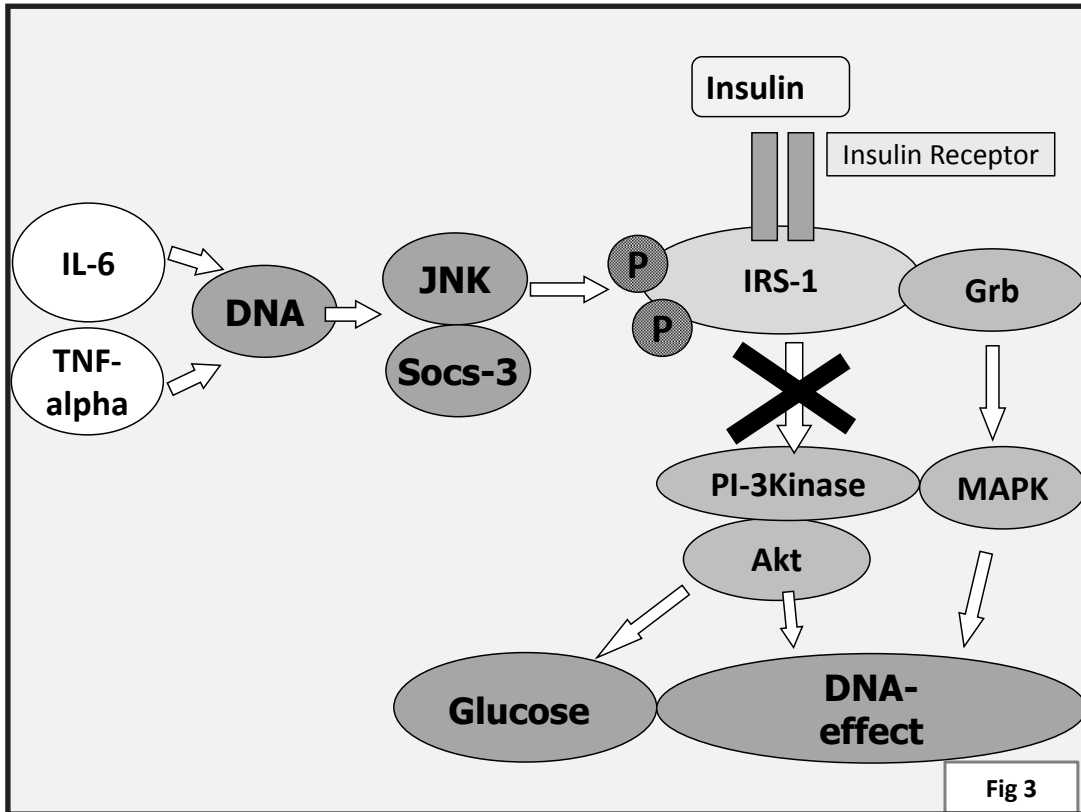 Insulin
Insulin Receptor
IL-6
DNA
JNK
P
IRS-1
Grb
P
TNF-
alpha
Socs-3
PI-3Kinase
MAPK
Akt
Glucose
DNA-
effect
Fig 3